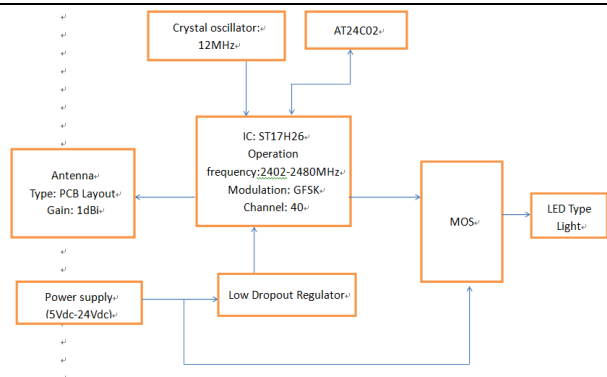 Crystal oscillator:
12MHz
AT24C02
IC: ST17H26
Operation
frequency:2402-2480MHz
Modulation: GFSK
Channel: 40
Antenna
Type: PCB Layout
Gain: 1dBi
MOS
LED Type
Light
Power supply
(5Vdc-24Vdc)
Low Dropout Regulator